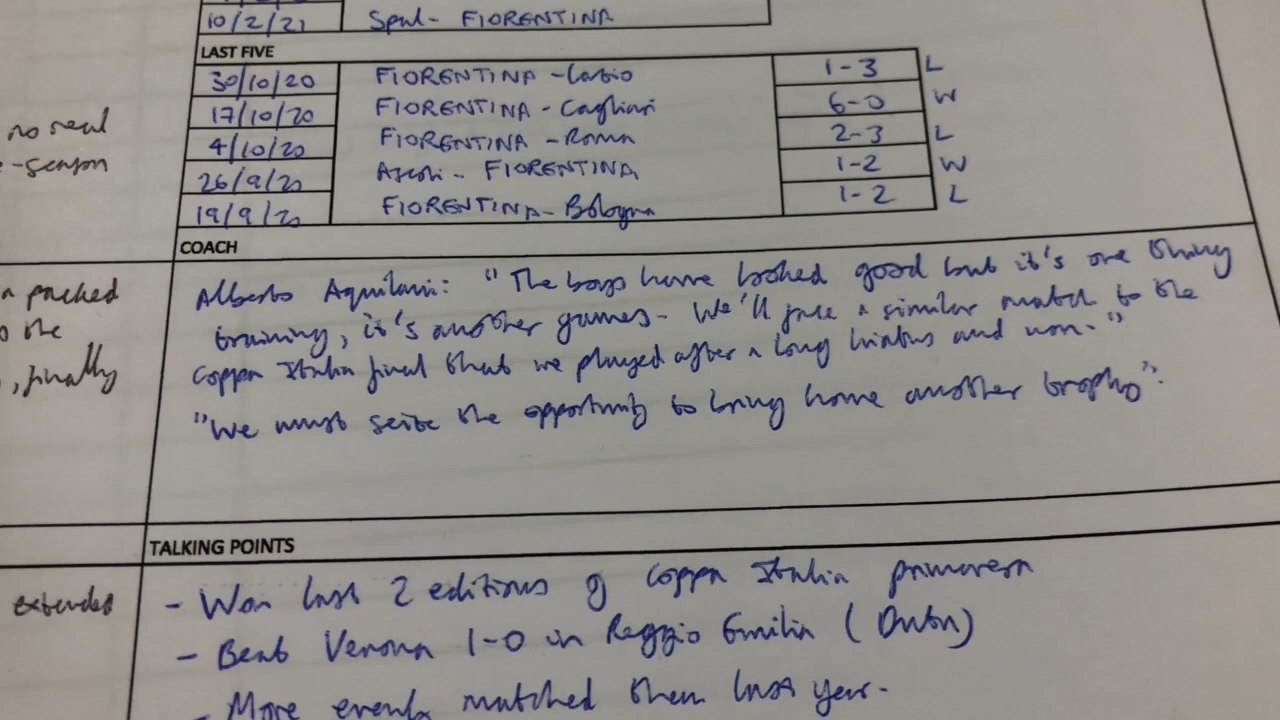 10/2/21 Spal- FIORENTINA
LAST FIVE
30/10/20 FIORENTINA -Lazio 1-3 L
17/10/20 FIORENTINA - Cagliari 6-0 W
4/10/20 FIORENTINA -Roma 2-3 L
26/9/20 Ascoli - FIORENTINA 1-2 W
19/9/20 FIORENTINA- Bologna 1-2 L
no real
-season
COACH
Alberto Aquilani: "The boys have looked good but it's one thing
training, it's another games. We'll face a similar match to the
Coppa Italia final that we played after a long hiatus and won."
"We must seize the opportunity to bring home another trophy".
packed
the
, finally
TALKING POINTS
- Won last 2 editions of Coppa Italia primavera
- Beat Verona 1-0 in Reggio Emilia (Dutu)
- More evenly matched than last year.
extended